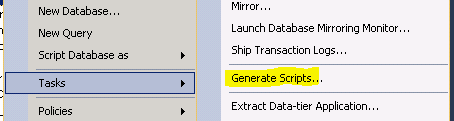 New Database...
New Query
Script Database as
Tasks
Policies
Mirror...
Launch Database Mirroring Monitor...
Ship Transaction Logs...
Generate Scripts...
Extract Data-tier Application...